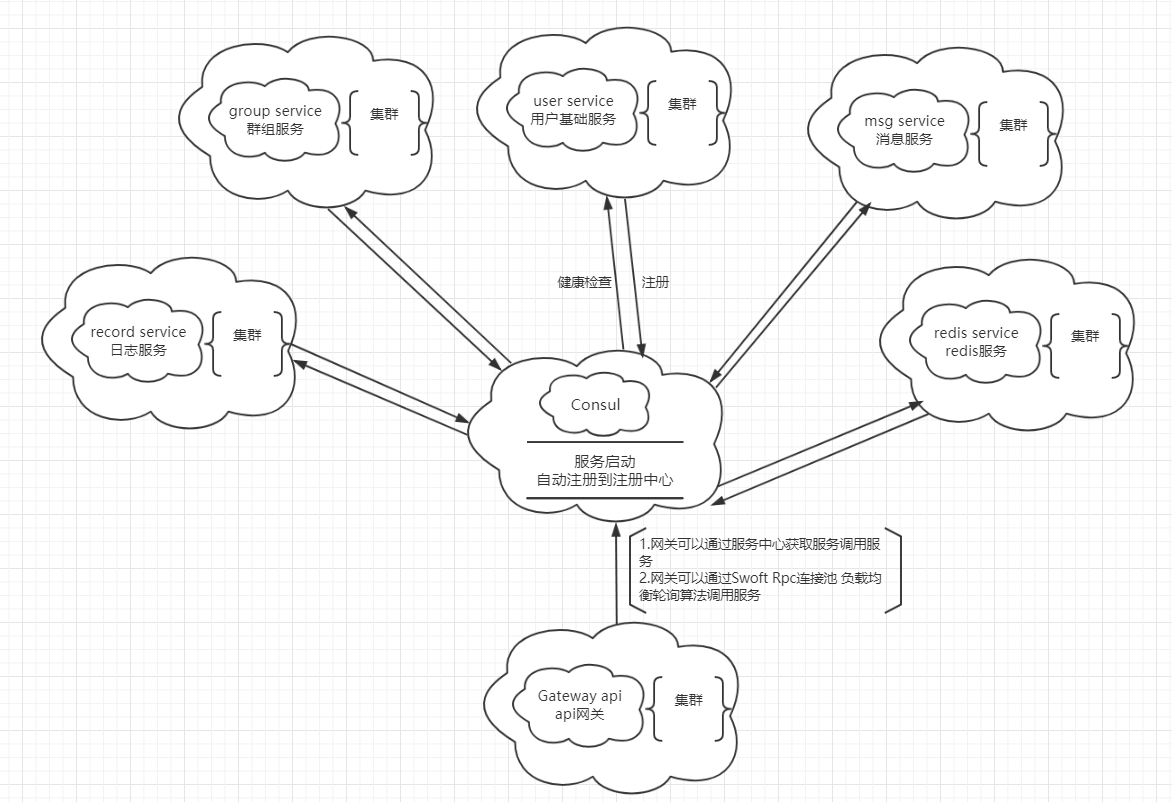 group service
群组服务
集群
user service
用户基础服务
集群
msg service
消息服务
集群
健康检查
注册
record service
日志服务
集群
redis service
redis服务
集群
Consul
服务启动
自动注册到注册中心
1.网关可以通过服务中心获取服务调用服
务
2.网关可以通过Swoft Rpc连接池 负载均
衡轮询算法调用服务
Gateway api
api网关
集群